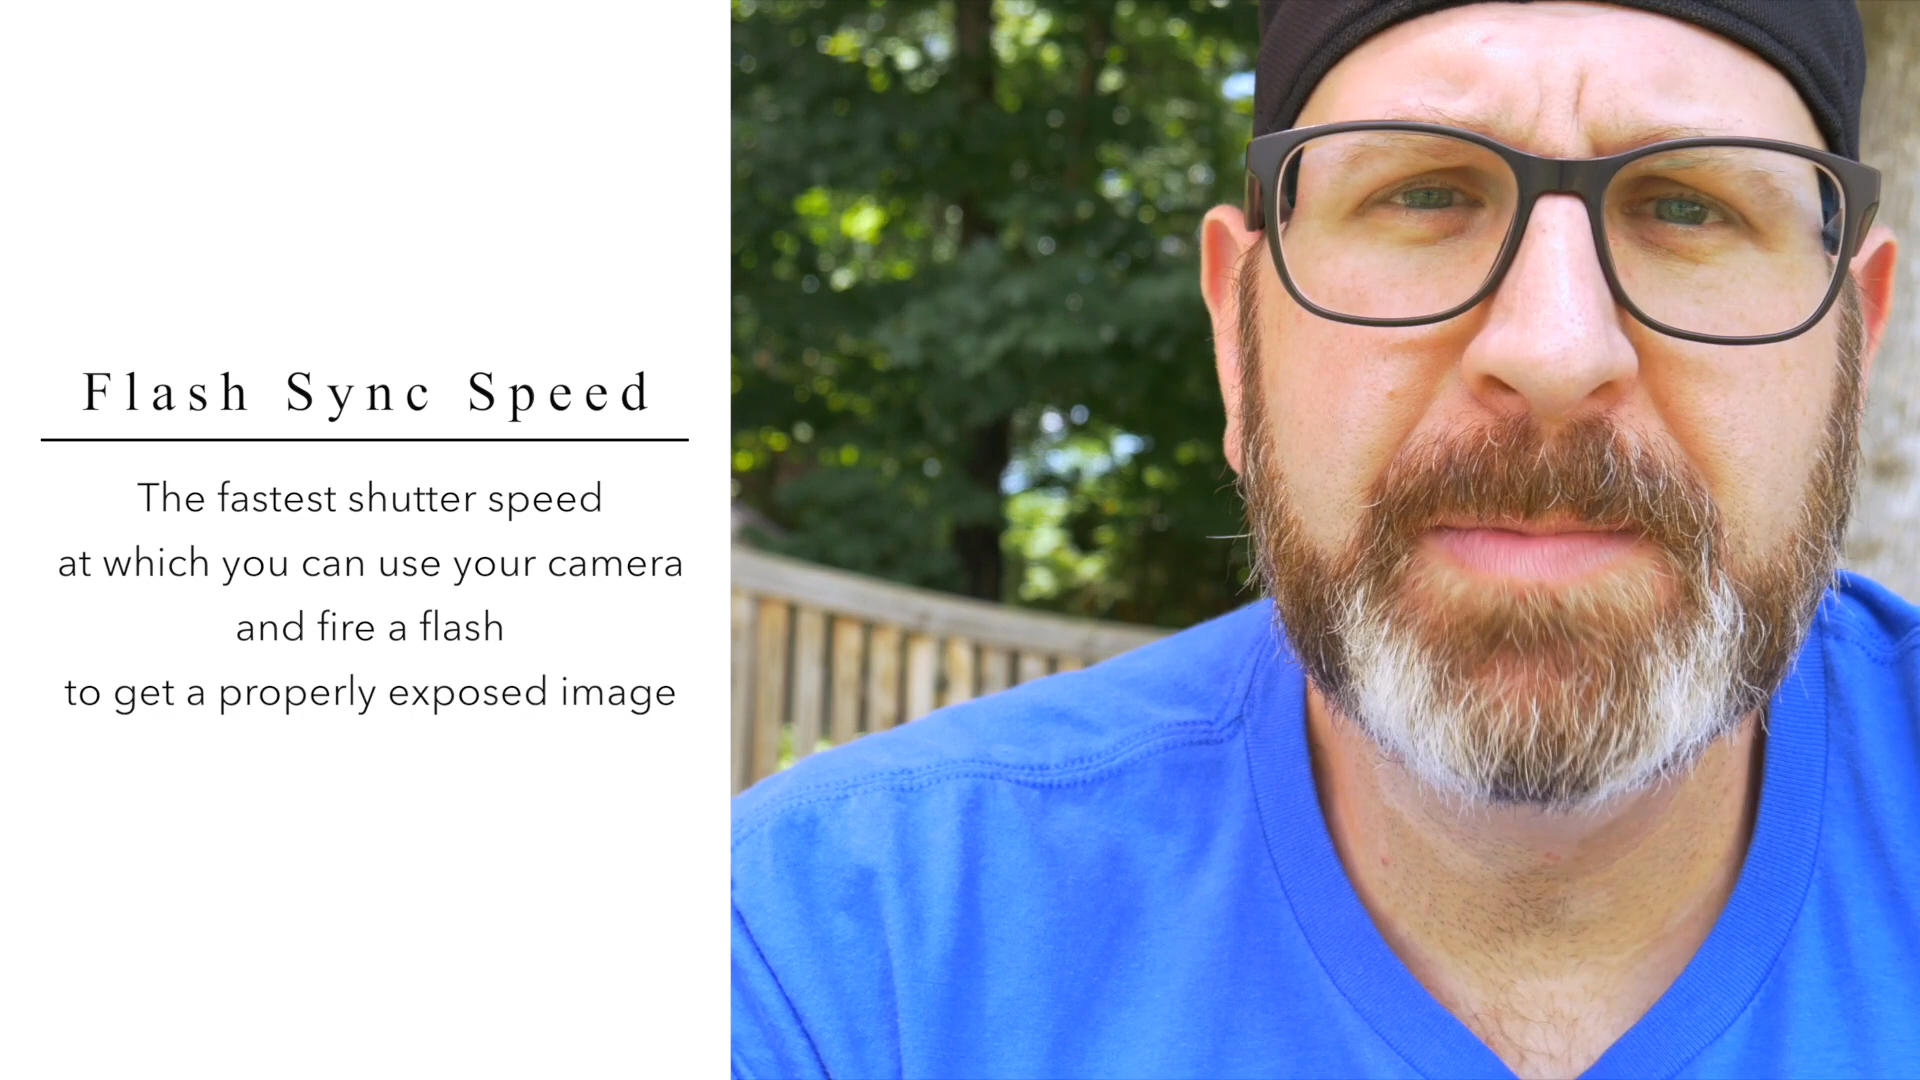 Flash Sync Speed
The fastest shutter speed
at which you can use your camera
and fire a flash
to get a properly exposed image